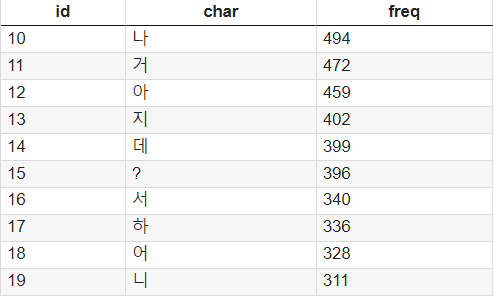 id char freq
10 나 494
11 거 472
12 아 459
13 지 402
14 데 399
15 ? 396
16 서 340
17 하 336
18 어 328
19 니 311